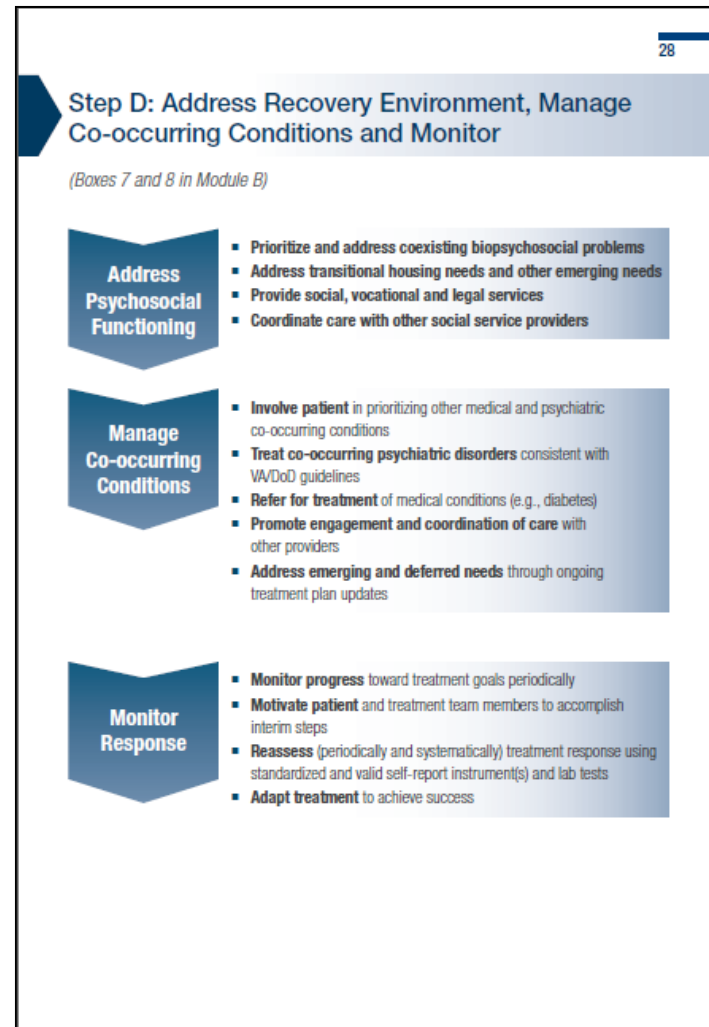 28
Step D: Address Recovery Environment, Manage
Co-occurring Conditions and Monitor
(Boxes 7 and 8 in Module B)
Address
Psychosocial
Functioning
▪ Prioritize and address coexisting biopsychosocial problems
▪ Address transitional housing needs and other emerging needs
▪ Provide social, vocational and legal services
▪ Coordinate care with other social service providers
Manage
Co-occurring
Conditions
▪ Involve patient in prioritizing other medical and psychiatric
co-occurring conditions
▪ Treat co-occurring psychiatric disorders consistent with
VA/DoD guidelines
▪ Refer for treatment of medical conditions (e.g., diabetes)
▪ Promote engagement and coordination of care with
other providers
▪ Address emerging and deferred needs through ongoing
treatment plan updates
Monitor
Response
▪ Monitor progress toward treatment goals periodically
▪ Motivate patient and treatment team members to accomplish
interim steps
▪ Reassess (periodically and systematically) treatment response using
standardized and valid self-report instrument(s) and lab tests
▪ Adapt treatment to achieve success